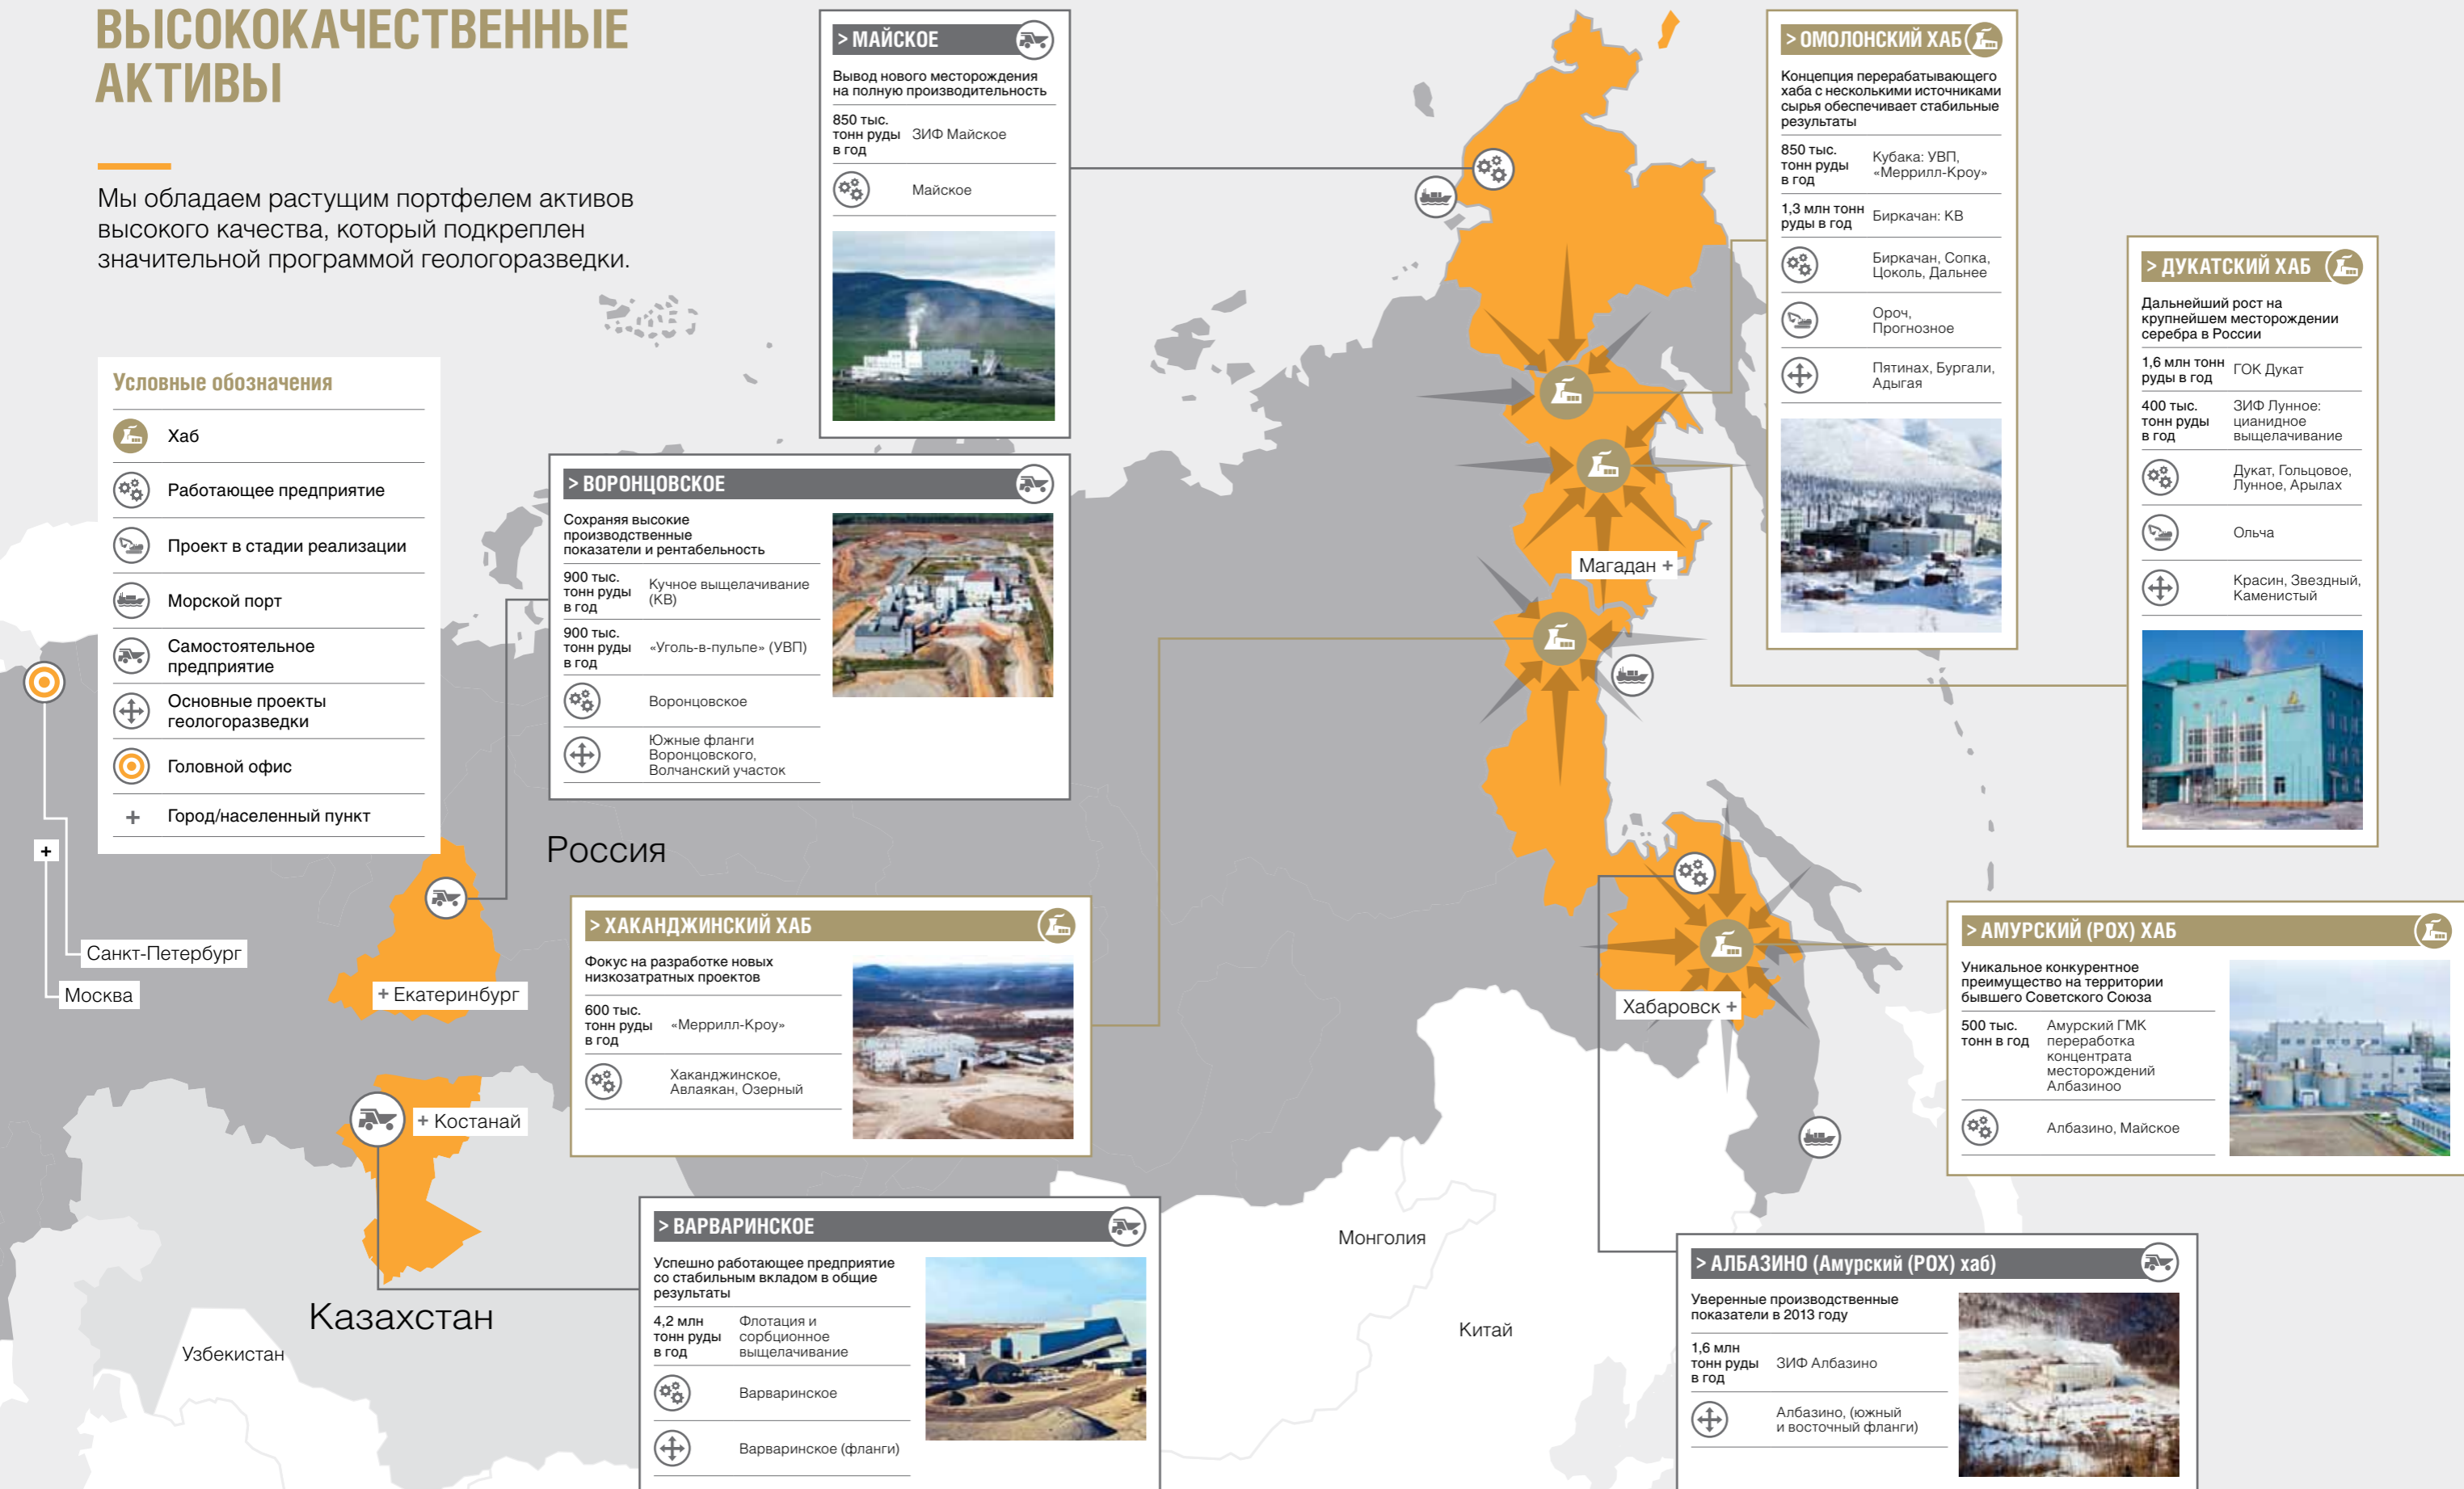 ВЫСОКОКАЧЕСТВЕННЫЕ
АКТИВЫ
Мы обладаем растущим портфелем активов
высокого качества, который подкреплен
значительной программой геологоразведки.
Условные обозначения
Хаб
Работающее предприятие
Проект в стадии реализации
Морской порт
Самостоятельное
предприятие
Основные проекты
геологоразведки
Головной офис
+ Город/населенный пункт
> МАЙСКОЕ
Вывод нового месторождения
на полную производительность
850 тыс.
тонн руды
в год
ЗИФ Майское
Майское
> ВОРОНЦОВСКОЕ
Сохраняя высокие
производственные
показатели и рентабельность
900 тыс.
тонн руды
в год
Кучное выщелачивание
(КВ)
900 тыс.
тонн руды
в год
«Уголь-в-пульпе» (УВП)
Воронцовское
Южные фланги
Воронцовского,
Волчанский участок
> ОМОЛОНСКИЙ ХАБ
Концепция перерабатывающего
хаба с несколькими источниками
сырья обеспечивает стабильные
результаты
850 тыс.
тонн руды
в год
Кубака: УВП,
«Меррилл-Кроу»
1,3 млн тонн
руды в год
Биркачан: КВ
Биркачан, Сопка,
Цоколь, Дальнее
Ороч,
Прогнозное
Пятинах, Бургали,
Адыгая
> ДУКАТСКИЙ ХАБ
Дальнейший рост на
крупнейшем месторождении
серебра в России
1,6 млн тонн
руды в год
ГОК Дукат
400 тыс.
тонн руды
в год
ЗИФ Лунное:
цианидное
выщелачивание
Дукат, Гольцовое,
Лунное, Арылах
Ольча
Красин, Звездный,
Каменистый
Магадан +
Россия
+
Санкт-Петербург
Москва
+ Екатеринбург
+ Костанай
> ХАКАНДЖИНСКИЙ ХАБ
Фокус на разработке новых
низкозатратных проектов
600 тыс.
тонн руды
в год
«Меррилл-Кроу»
Хаканджинское,
Авлаякан, Озерный
Хабаровск +
> АМУРСКИЙ (РОХ) ХАБ
Уникальное конкурентное
преимущество на территории
бывшего Советского Союза
500 тыс.
тонн в год
Амурский ГМК
переработка
концентрата
месторождений
Албазиноо
Албазино, Майское
> ВАРВАРИНСКОЕ
Успешно работающее предприятие
со стабильным вкладом в общие
результаты
4,2 млн
тонн руды
в год
Флотация и
сорбционное
выщелачивание
Варваринское
Варваринское (фланги)
Монголия
Китай
Казахстан
Узбекистан
> АЛБАЗИНО (Амурский (РОХ) хаб)
Уверенные производственные
показатели в 2013 году
1,6 млн
тонн руды
в год
ЗИФ Албазино
Албазино, (южный
и восточный фланги)